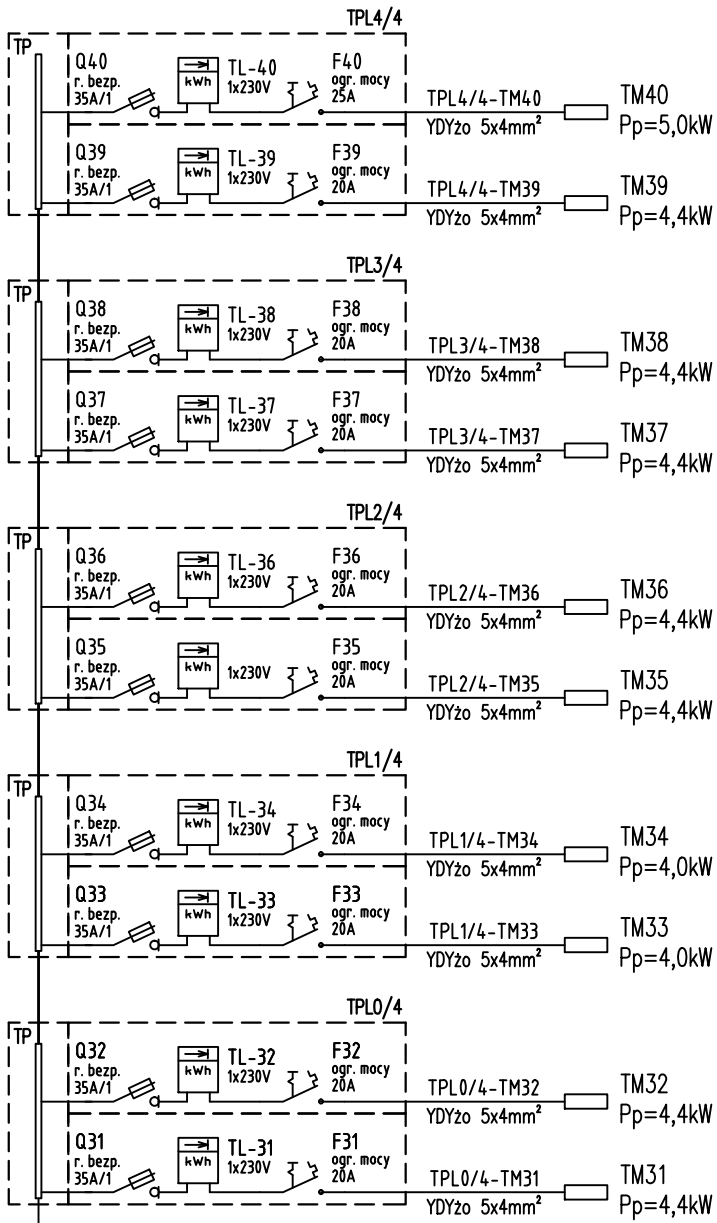 TPL4/4
TP
Q40
r. bezp.
35A/1
kWh
TL-40
1x230V
F40
ogr. mocy
25A
TPL4/4-TM40
YDYżo 5x4mm²
TM40
Pp=5,0kW
Q39
r. bezp.
35A/1
kWh
TL-39
1x230V
F39
ogr. mocy
20A
TPL4/4-TM39
YDYżo 5x4mm²
TM39
Pp=4,4kW
TPL3/4
TP
Q38
r. bezp.
35A/1
kWh
TL-38
1x230V
F38
ogr. mocy
20A
TPL3/4-TM38
YDYżo 5x4mm²
TM38
Pp=4,4kW
Q37
r. bezp.
35A/1
kWh
TL-37
1x230V
F37
ogr. mocy
20A
TPL3/4-TM37
YDYżo 5x4mm²
TM37
Pp=4,4kW
TPL2/4
TP
Q36
r. bezp.
35A/1
kWh
TL-36
1x230V
F36
ogr. mocy
20A
TPL2/4-TM36
YDYżo 5x4mm²
TM36
Pp=4,4kW
Q35
r. bezp.
35A/1
kWh
1x230V
F35
ogr. mocy
20A
TPL2/4-TM35
YDYżo 5x4mm²
TM35
Pp=4,4kW
TPL1/4
TP
Q34
r. bezp.
35A/1
kWh
TL-34
1x230V
F34
ogr. mocy
20A
TPL1/4-TM34
YDYżo 5x4mm²
TM34
Pp=4,0kW
Q33
r. bezp.
35A/1
kWh
TL-33
1x230V
F33
ogr. mocy
20A
TPL1/4-TM33
YDYżo 5x4mm²
TM33
Pp=4,0kW
TPL0/4
TP
Q32
r. bezp.
35A/1
kWh
TL-32
1x230V
F32
ogr. mocy
20A
TPL0/4-TM32
YDYżo 5x4mm²
TM32
Pp=4,4kW
Q31
r. bezp.
35A/1
kWh
TL-31
1x230V
F31
ogr. mocy
20A
TPL0/4-TM31
YDYżo 5x4mm²
TM31
Pp=4,4kW